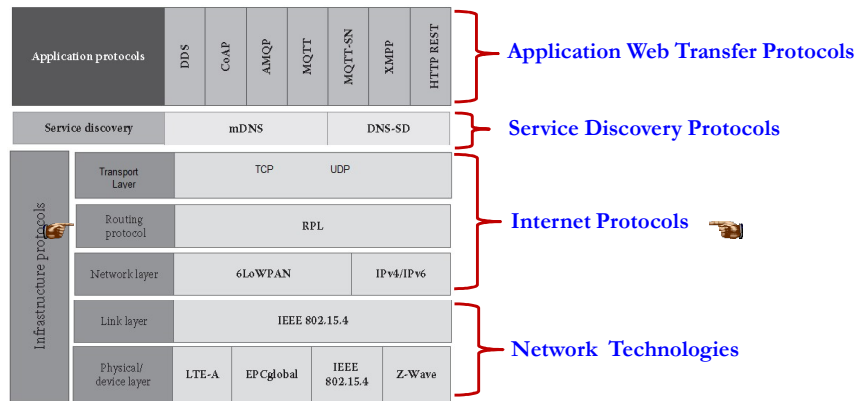 Application protocols
DDS
CoAP
AMQP
MQTT
MQTT-SN
XMPP
HTTP REST
Application Web Transfer Protocols
Service discovery
mDNS
DNS-SD
Service Discovery Protocols
Infrastructure protocols
Transport
Layer
TCP
UDP
Routing
protocol
RPL
Internet Protocols
Network layer
6LoWPAN
IPv4/IPv6
Link layer
IEEE 802.15.4
Network Technologies
Physical/
device layer
LTE-A
EPCglobal
IEEE
802.15.4
Z-Wave